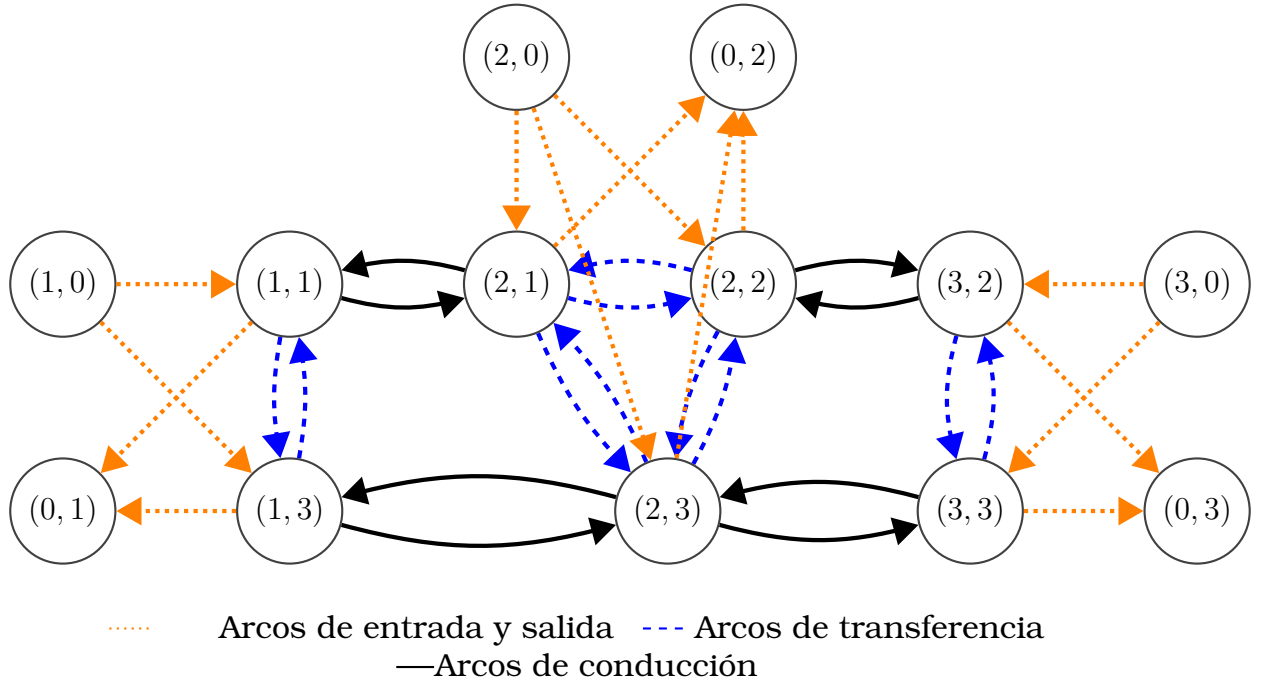 (2, 0) (0, 2)
(1, 0) (1, 1) (2, 1) (2, 2) (3, 2) (3, 0)
(0, 1) (1, 3) (2, 3) (3, 3) (0, 3)
Arcos de entrada y salida Arcos de transferencia
Arcos de conducción